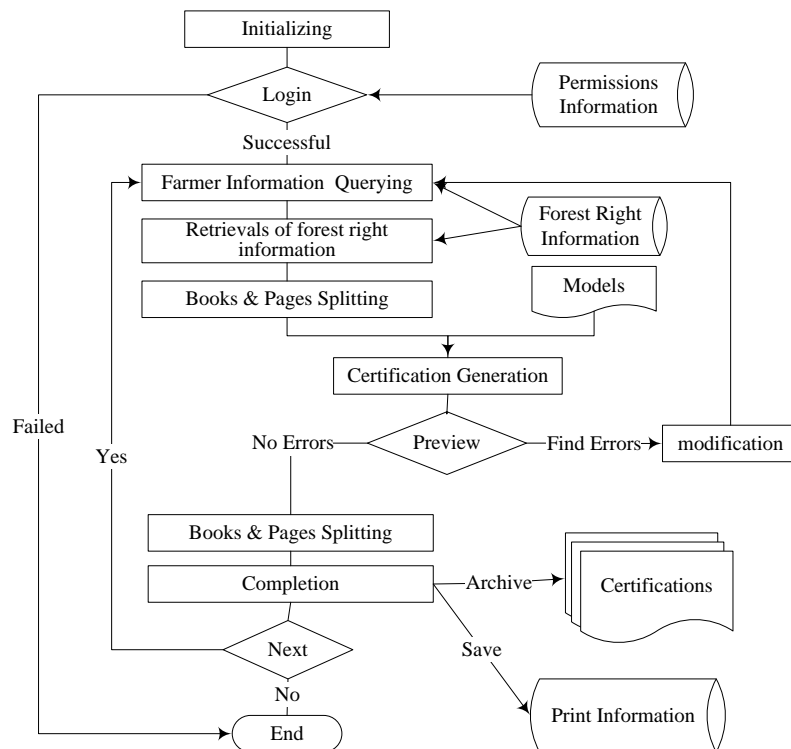 Initializing
Login
Permissions
Information
Successful
Farmer Information Querying
Retrievals of forest right
information
Forest Right
Information
Books & Pages Splitting
Models
Certification Generation
Failed
Yes
No Errors
Preview
Find Errors
modification
Books & Pages Splitting
Completion
Archive
Certifications
Next
Save
No
End
Print Information